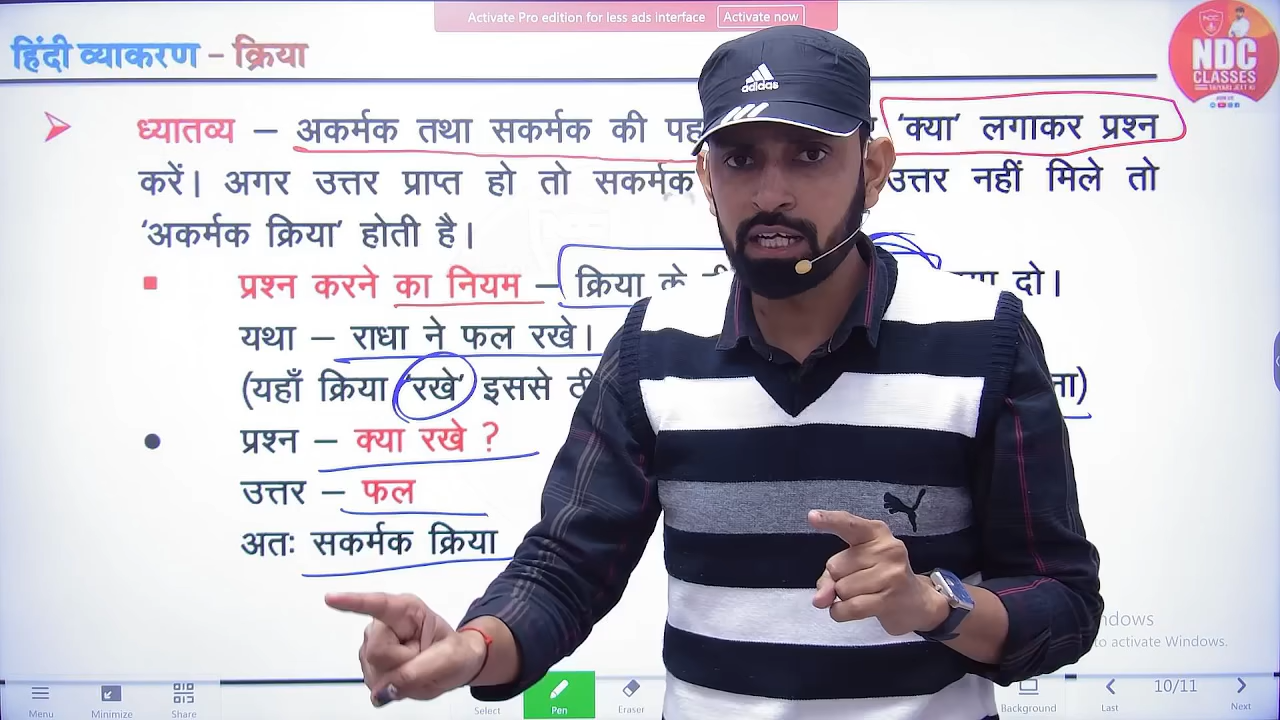 Activate Pro edition for less ads interface Activate now
हिंदी व्याकरण – क्रिया
NDC
CLASSES
ध्यातव्य – अकर्मक तथा सकर्मक की 'क्या' लगाकर प्रश्न
करें। अगर उत्तर प्राप्त हो तो सकर्मक उत्तर नहीं मिले तो
'अकर्मक क्रिया' होती है।
प्रश्न करने का नियम – क्रिया के दो।
यथा – राधा ने फल रखे।
(यहाँ क्रिया 'रखे' इससे
प्रश्न – क्या रखे ?
उत्तर – फल
अतः सकर्मक क्रिया
adidas
to activate Windows.
Menu Minimize Share Select Pen Eraser Background Last 10/11 Next